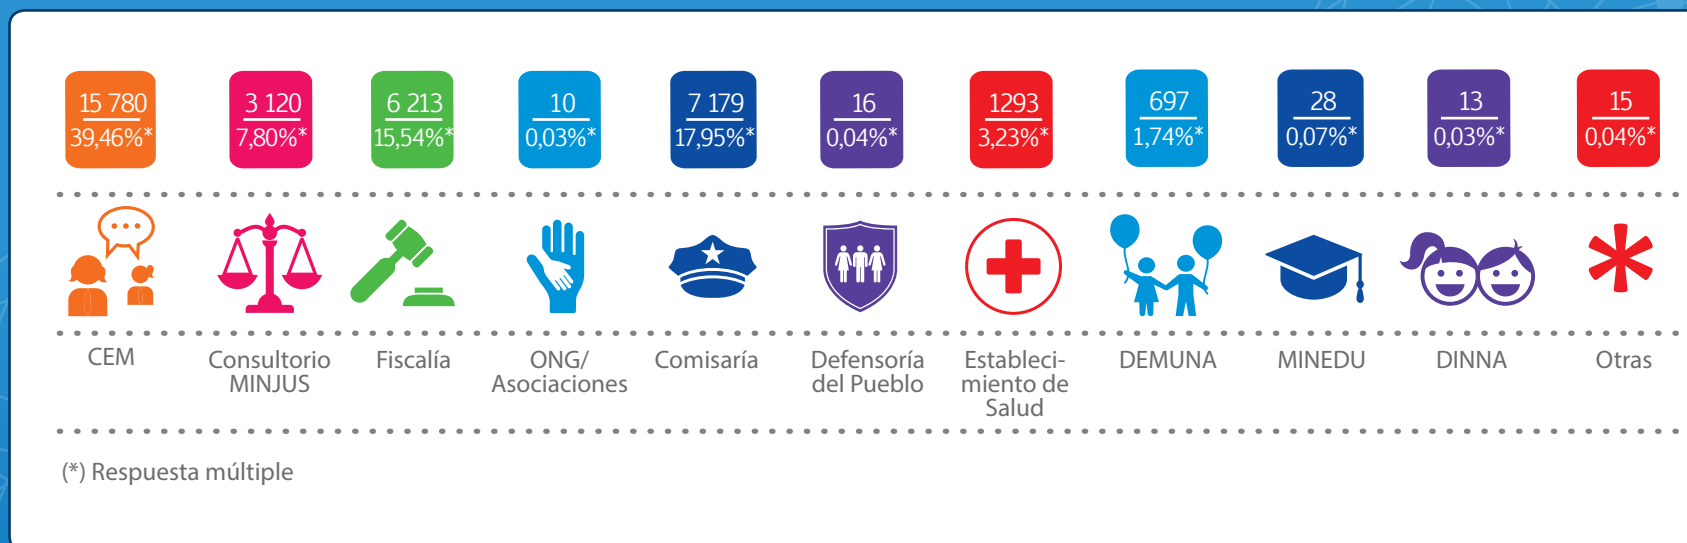 15 780
39,46%*
3 120
7,80%*
6 213
15,54%*
10
0,03%*
7 179
17,95%*
16
0,04%*
1293
3,23%*
697
1,74%*
28
0,07%*
13
0,03%*
15
0,04%*
CEM
Consultorio
MINJUS
Fiscalía
ONG/
Asociaciones
Comisaría
Defensoría
del Pueblo
Estableci-
miento de
Salud
DEMUNA
MINEDU
DINNA
Otras
(*) Respuesta múltiple